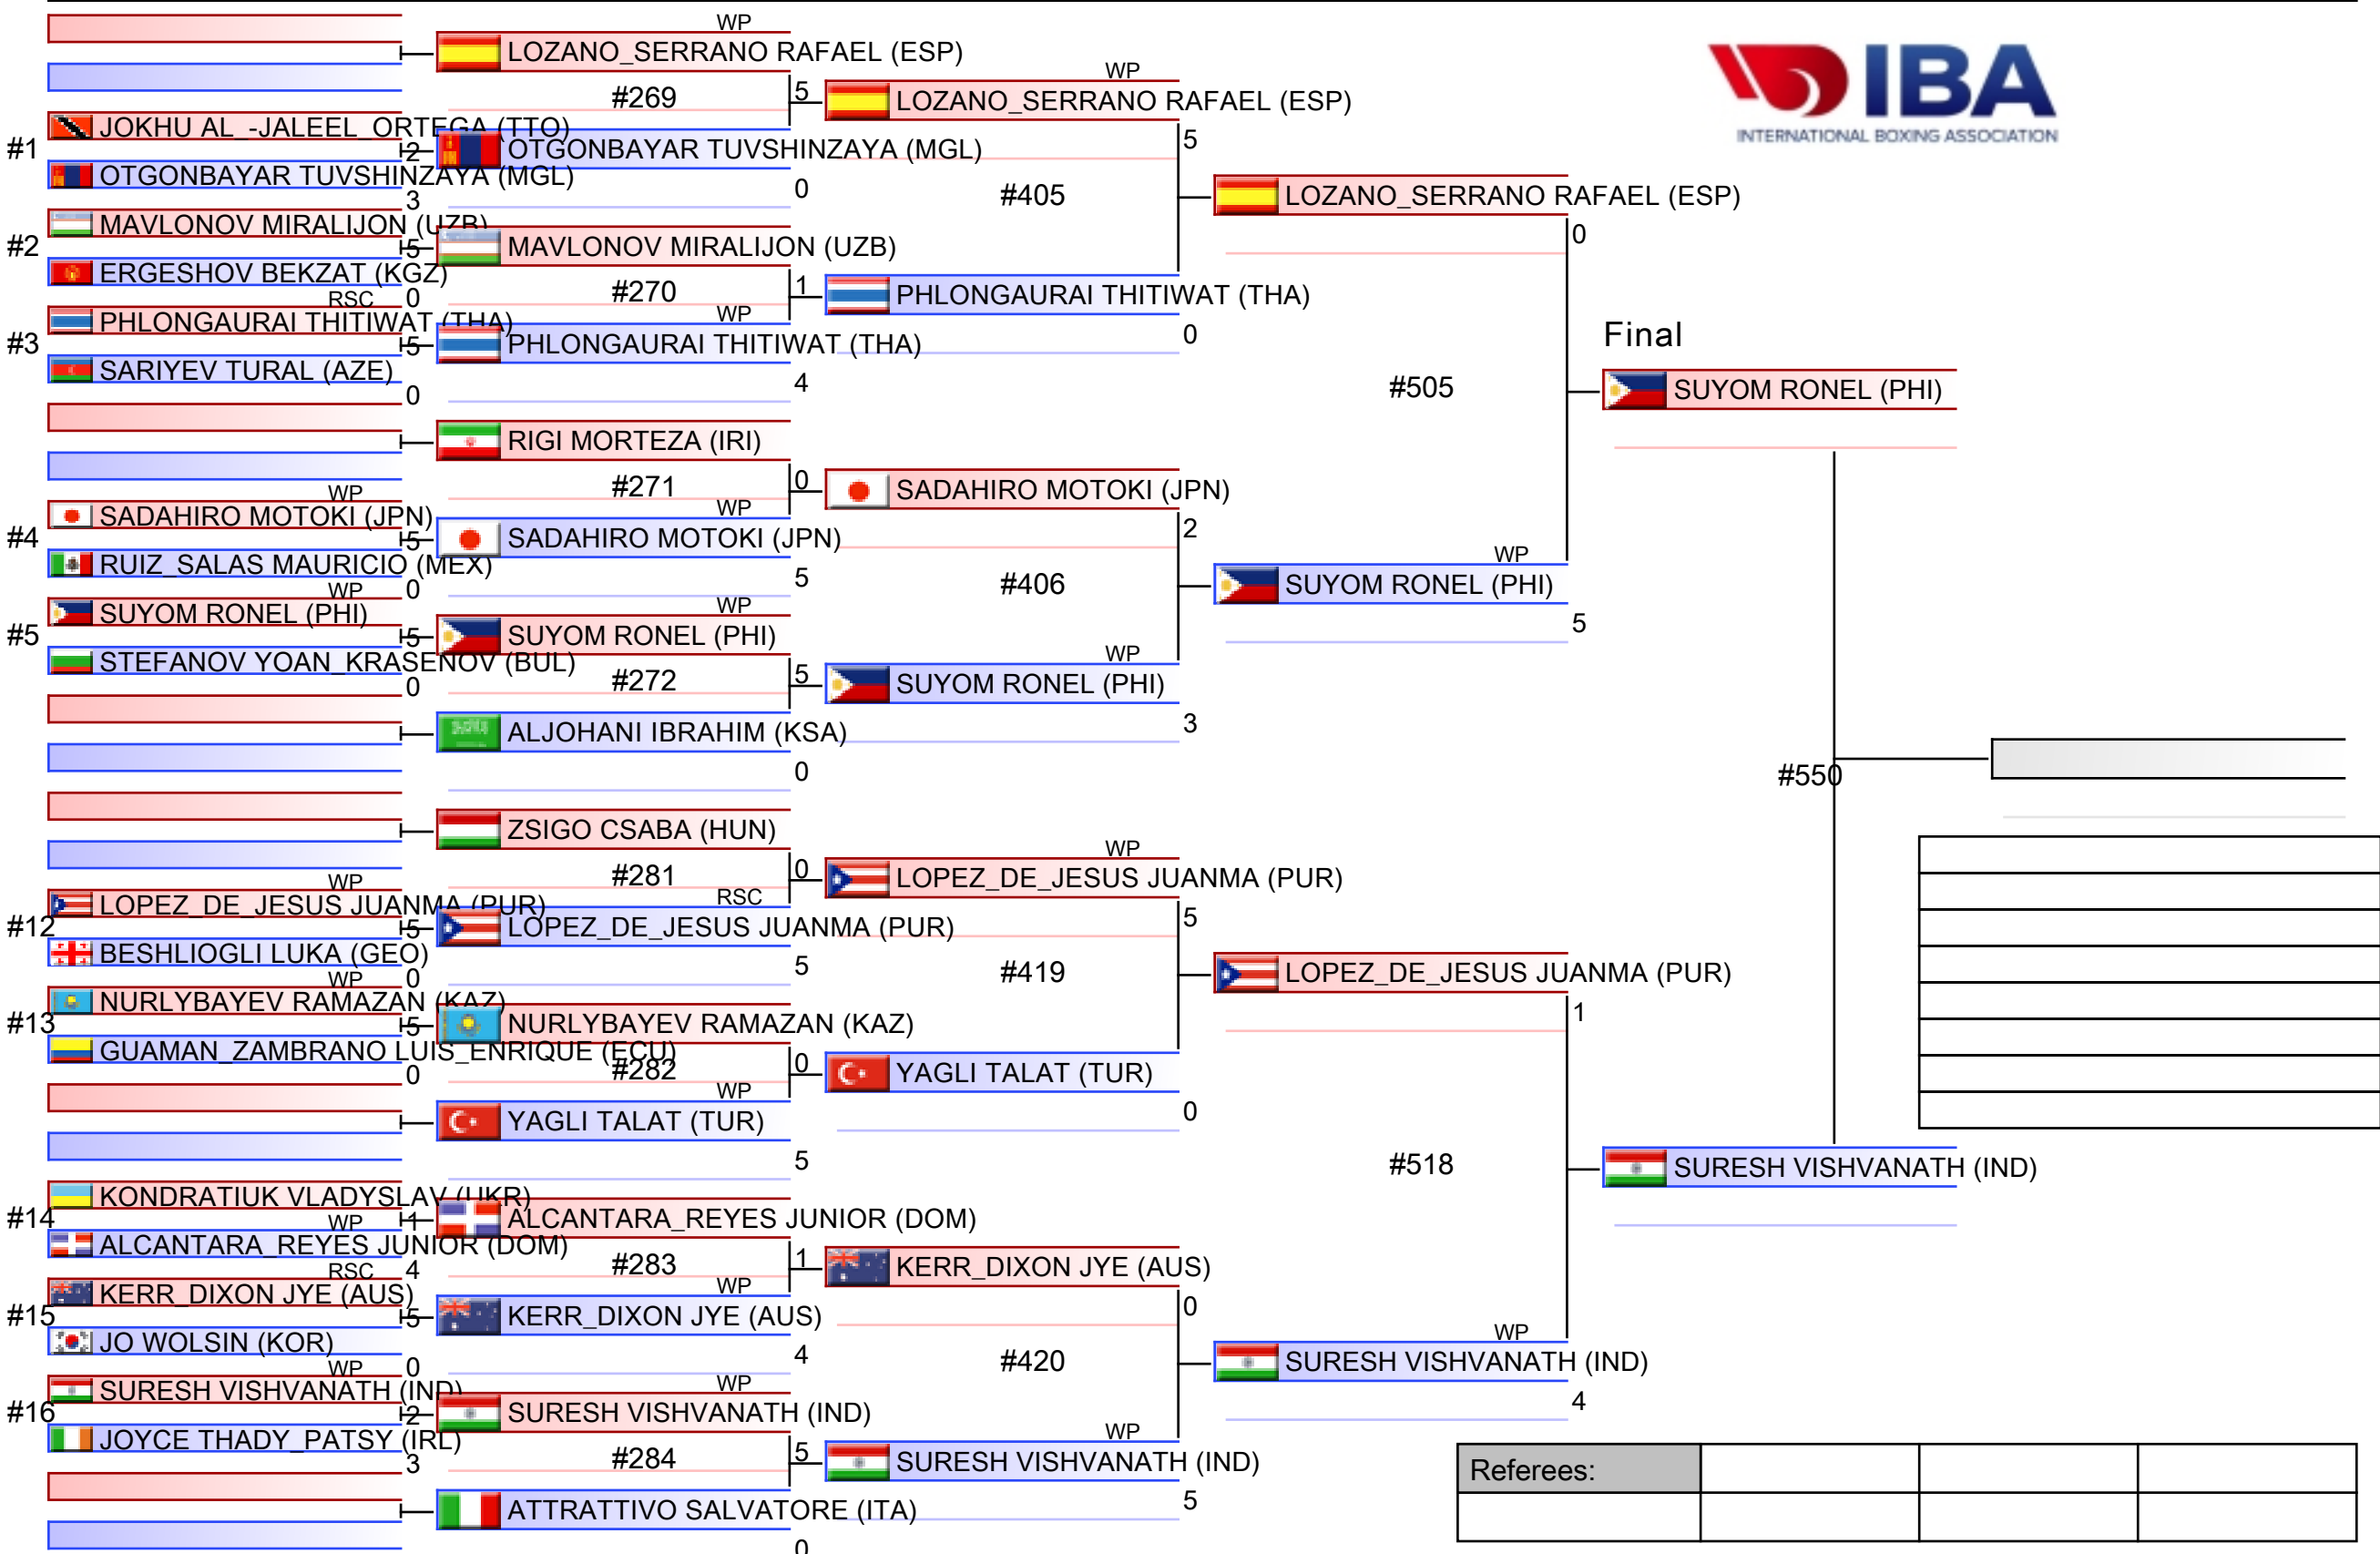 WP
LOZANO_SERRANO RAFAEL (ESP)
#269
5
WP
LOZANO_SERRANO RAFAEL (ESP)
IBA
INTERNATIONAL BOXING ASSOCIATION
#1
JOKHU AL_-JALEEL_ORTEGA (TTO)
2
OTGONBAYAR TUVSHINZAYA (MGL)
3
OTGONBAYAR TUVSHINZAYA (MGL)
0
5
#405
LOZANO_SERRANO RAFAEL (ESP)
0
#2
MAVLONOV MIRALIJON (UZB)
5
ERGESHOV BEKZAT (KGZ)
0
MAVLONOV MIRALIJON (UZB)
#270
1
PHLONGAURAI THITIWAT (THA)
0
RSC
#3
PHLONGAURAI THITIWAT (THA)
5
SARIYEV TURAL (AZE)
0
WP
PHLONGAURAI THITIWAT (THA)
4
Final
#505
SUYOM RONEL (PHI)
RIGI MORTEZA (IRI)
#271
0
SADAHIRO MOTOKI (JPN)
2
WP
#4
SADAHIRO MOTOKI (JPN)
5
RUIZ_SALAS MAURICIO (MEX)
0
WP
SADAHIRO MOTOKI (JPN)
5
#406
WP
SUYOM RONEL (PHI)
5
WP
#5
SUYOM RONEL (PHI)
5
STEFANOV YOAN_KRASENOV (BUL)
0
WP
SUYOM RONEL (PHI)
#272
5
WP
SUYOM RONEL (PHI)
3
ALJOHANI IBRAHIM (KSA)
0
#550
ZSIGO CSABA (HUN)
#281
0
WP
LOPEZ_DE_JESUS JUANMA (PUR)
5
WP
#12
LOPEZ_DE_JESUS JUANMA (PUR)
5
BESHLIOGLI LUKA (GEO)
0
RSC
LOPEZ_DE_JESUS JUANMA (PUR)
5
#419
LOPEZ_DE_JESUS JUANMA (PUR)
1
WP
#13
NURLYBAYEV RAMAZAN (KAZ)
5
GUAMAN_ZAMBRANO LUIS_ENRIQUE (ECU)
0
NURLYBAYEV RAMAZAN (KAZ)
#282
0
YAGLI TALAT (TUR)
0
WP
YAGLI TALAT (TUR)
5
#518
SURESH VISHVANATH (IND)
#14
KONDRATIUK VLADYSLAV (UKR)
1
WP
ALCANTARA_REYES JUNIOR (DOM)
4
ALCANTARA_REYES JUNIOR (DOM)
#283
1
KERR_DIXON JYE (AUS)
0
RSC
#15
KERR_DIXON JYE (AUS)
5
JO WOLSIN (KOR)
0
WP
KERR_DIXON JYE (AUS)
4
#420
WP
SURESH VISHVANATH (IND)
4
WP
#16
SURESH VISHVANATH (IND)
2
JOYCE THADY_PATSY (IRL)
3
WP
SURESH VISHVANATH (IND)
#284
5
WP
SURESH VISHVANATH (IND)
5
ATTRATTIVO SALVATORE (ITA)
0
Referees: